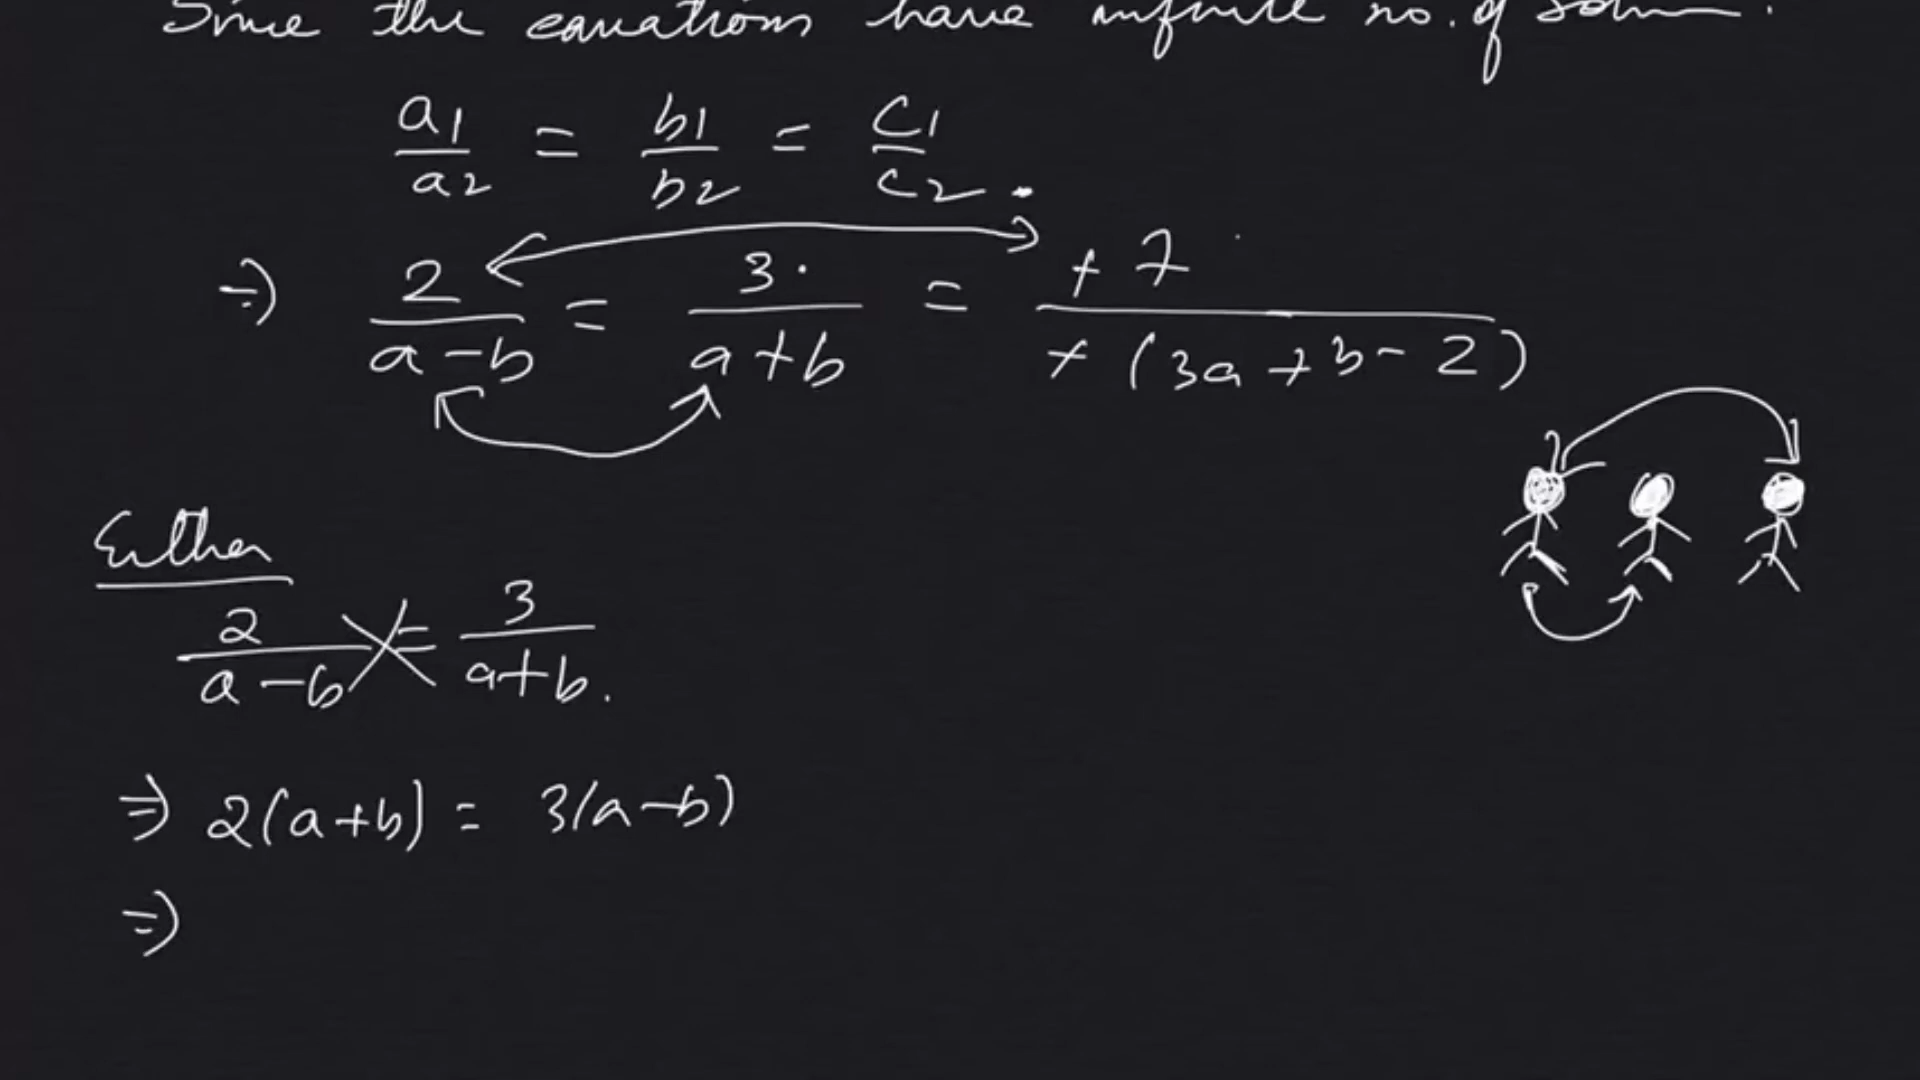 Since the equations have infinite no. of soln.
a1/a2 = b1/b2 = c1/c2.
=> 2/(a-b) = 3/(a+b) = +7/+(3a+b-2)
Either
2/(a-b) = 3/(a+b).
=> 2(a+b) = 3(a-b)
=>